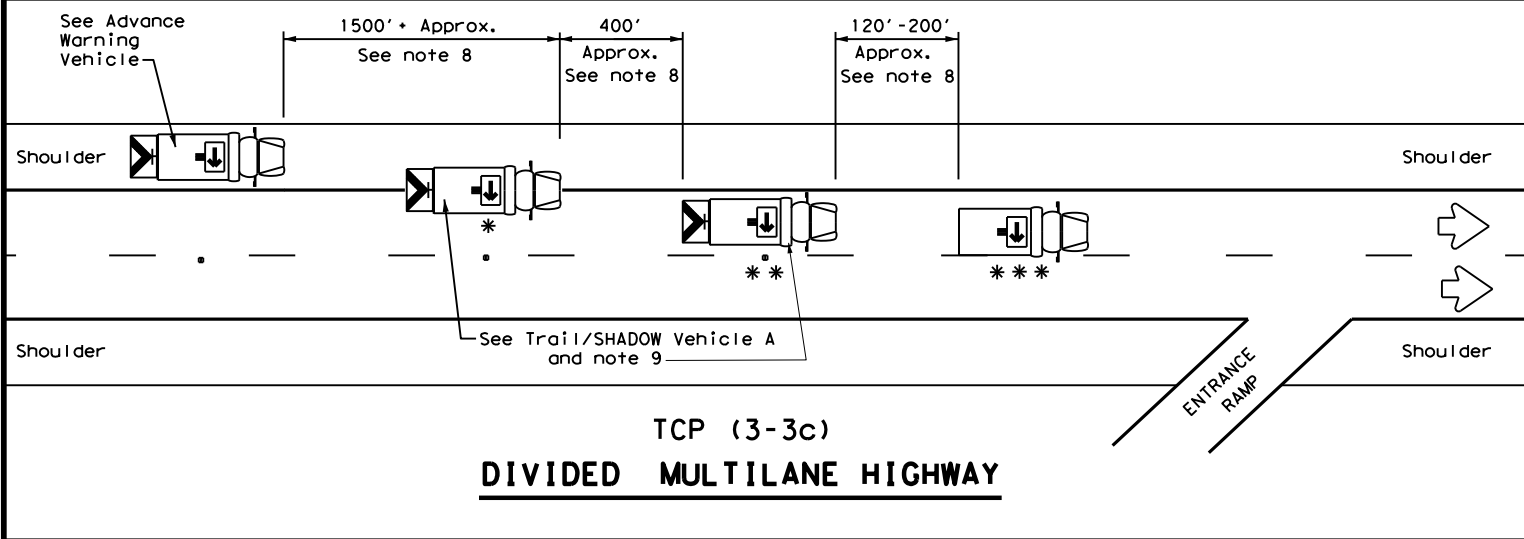 See Advance
Warning
Vehicle
1500'+ Approx.
See note 8
400'
Approx.
See note 8
120'-200'
Approx.
See note 8
Shoulder
Shoulder
*
* *
* * *
See Trail/SHADOW Vehicle A
and note 9
Shoulder
Shoulder
ENTRANCE
RAMP
TCP (3-3c)
DIVIDED MULTILANE HIGHWAY